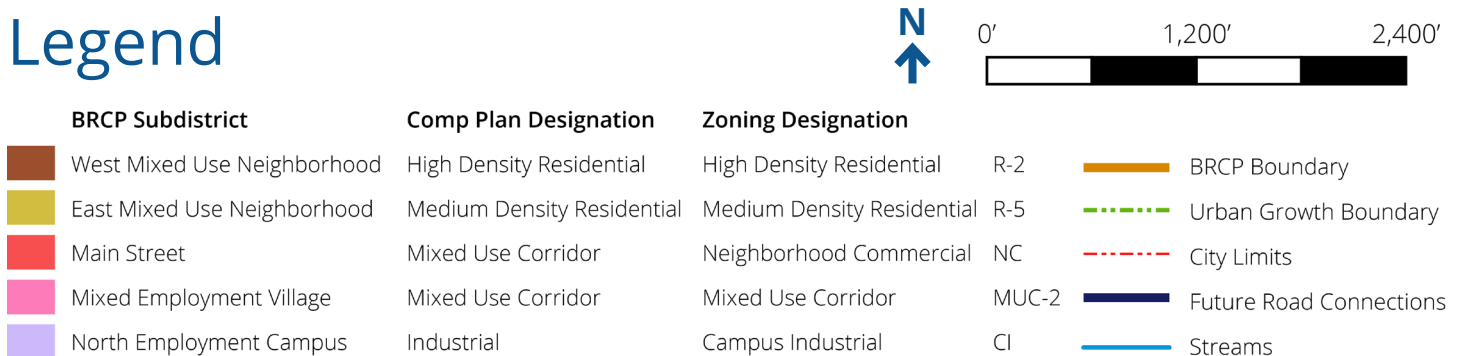 Legend
N
0’ 1,200’ 2,400’
BRCP Subdistrict Comp Plan Designation Zoning Designation
West Mixed Use Neighborhood High Density Residential High Density Residential R-2 BRCP Boundary
East Mixed Use Neighborhood Medium Density Residential Medium Density Residential R-5 Urban Growth Boundary
Main Street Mixed Use Corridor Neighborhood Commercial NC City Limits
Mixed Employment Village Mixed Use Corridor Mixed Use Corridor MUC-2 Future Road Connections
North Employment Campus Industrial Campus Industrial CI Streams